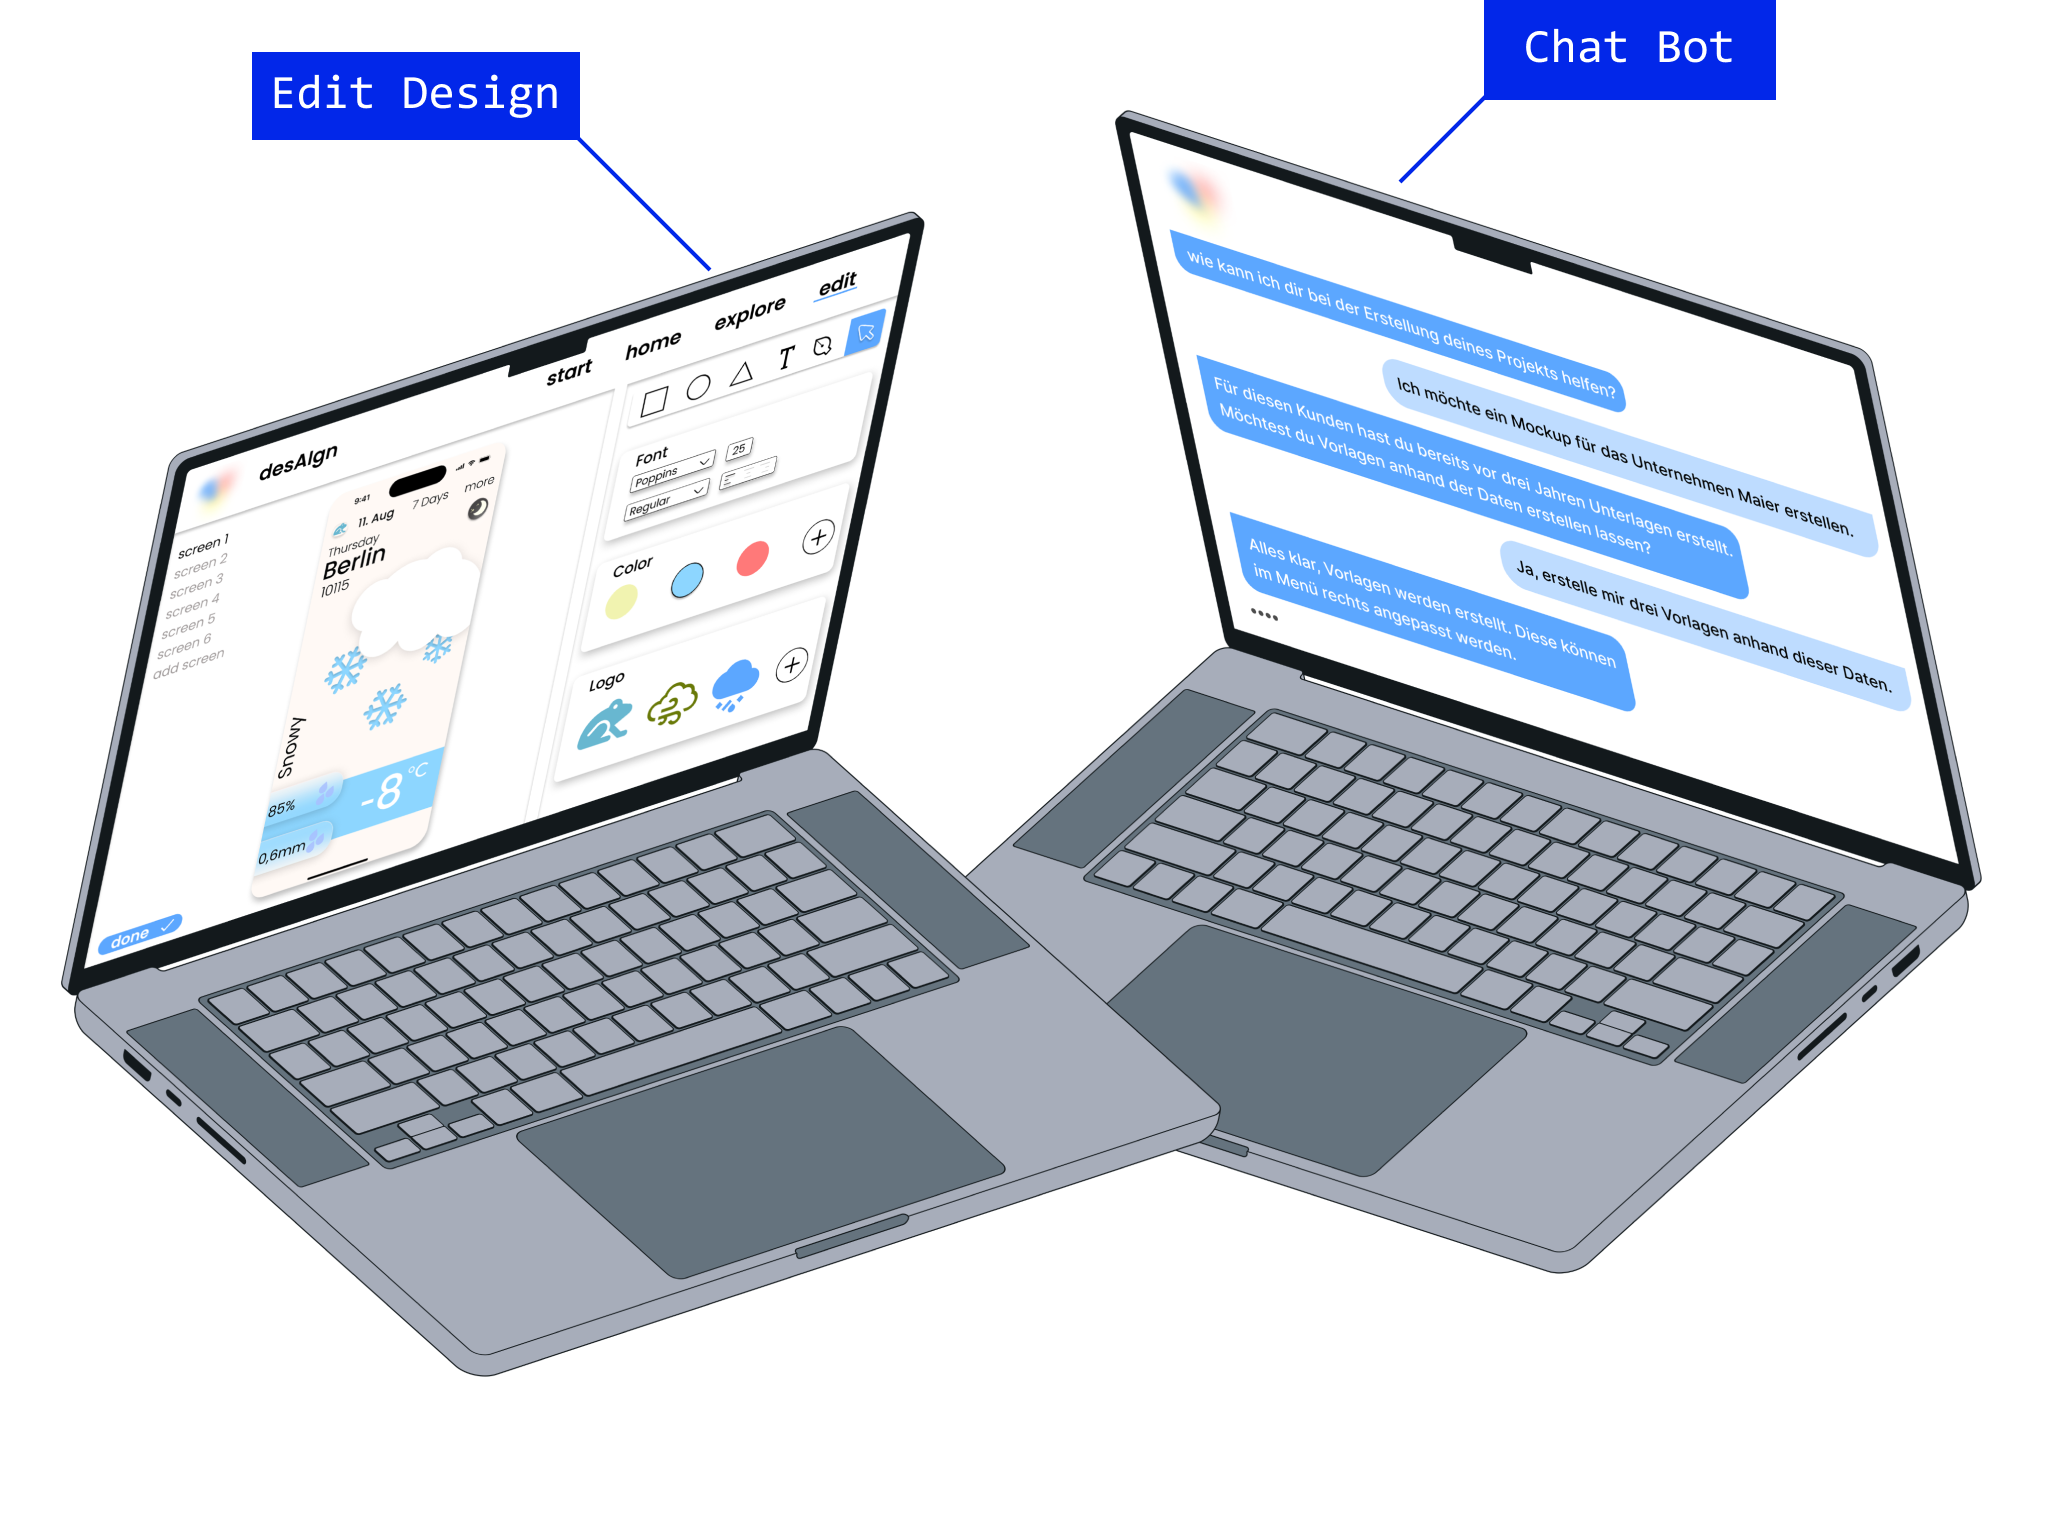 Edit Design
Chat Bot
desAIgn
start
home
explore
edit
screen 1
screen 2
screen 3
screen 4
screen 5
screen 6
add screen
done
9:41
11. Aug
7 Days
more
Thursday
Berlin
10115
Snowy
85%
-8 °C
0,6mm
T
Font
Poppins
25
Regular
Color
Logo
wie kann ich dir bei der Erstellung deines Projekts helfen?
Ich möchte ein Mockup für das Unternehmen Maier erstellen.
Für diesen Kunden hast du bereits vor drei Jahren Unterlagen erstellt.
Möchtest du Vorlagen anhand der Daten erstellen lassen?
Ja, erstelle mir drei Vorlagen anhand dieser Daten.
Alles klar, Vorlagen werden erstellt. Diese können
im Menü rechts angepasst werden.